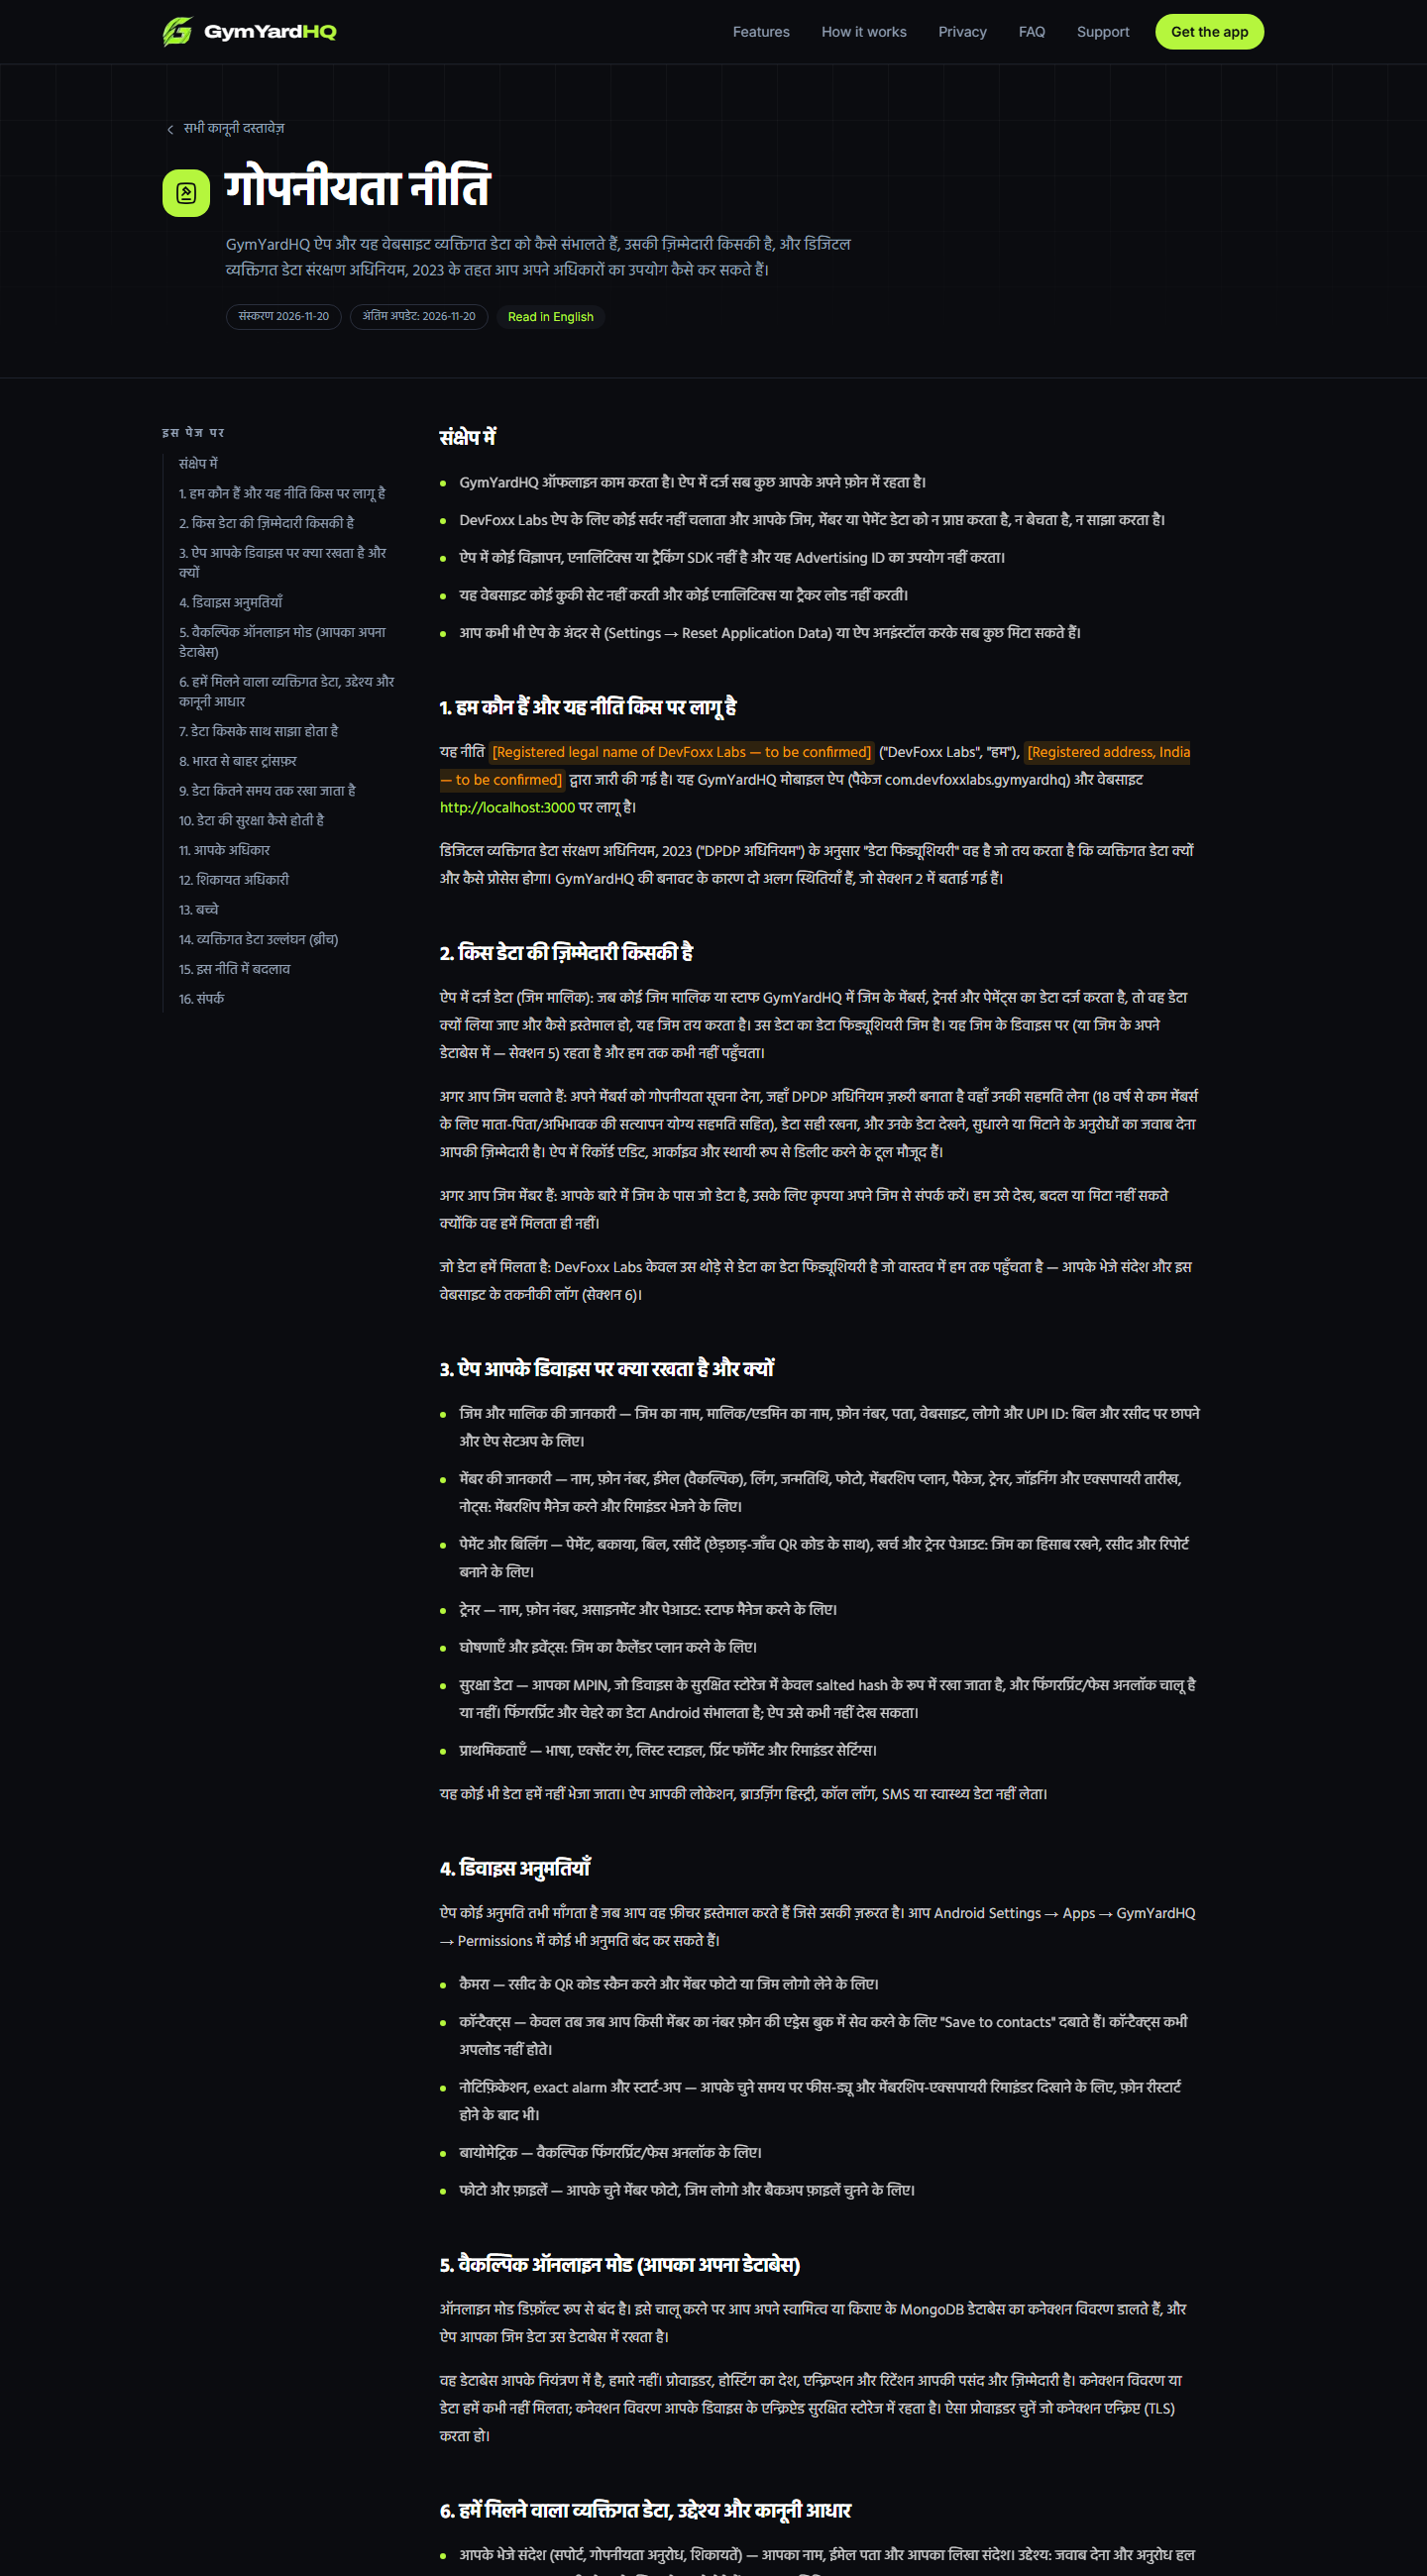 GymYardHQ
Features
How it works
Privacy
FAQ
Support
Get the app
सभी कानूनी दस्तावेज़
गोपनीयता नीति
GymYardHQ ऐप और यह वेबसाइट व्यक्तिगत डेटा को कैसे संभालते हैं, उसकी ज़िम्मेदारी किसकी है, और डिजिटल
व्यक्तिगत डेटा संरक्षण अधिनियम, 2023 के तहत आप अपने अधिकारों का उपयोग कैसे कर सकते हैं।
संस्करण 2026-11-20
अंतिम अपडेट: 2026-11-20
Read in English
इस पेज पर
संक्षेप में
1. हम कौन हैं और यह नीति किस पर लागू है
2. किस डेटा की ज़िम्मेदारी किसकी है
3. ऐप आपके डिवाइस पर क्या रखता है और
क्यों
4. डिवाइस अनुमतियाँ
5. वैकल्पिक ऑनलाइन मोड (आपका अपना
डेटाबेस)
6. हमें मिलने वाला व्यक्तिगत डेटा, उद्देश्य और
कानूनी आधार
7. डेटा किसके साथ साझा होता है
8. भारत से बाहर ट्रांसफ़र
9. डेटा कितने समय तक रखा जाता है
10. डेटा की सुरक्षा कैसे होती है
11. आपके अधिकार
12. शिकायत अधिकारी
13. बच्चे
14. व्यक्तिगत डेटा उल्लंघन (ब्रीच)
15. इस नीति में बदलाव
16. संपर्क
संक्षेप में
GymYardHQ ऑफलाइन काम करता है। ऐप में दर्ज सब कुछ आपके अपने फ़ोन में रहता है।
DevFoxx Labs ऐप के लिए कोई सर्वर नहीं चलाता और आपके जिम, मेंबर या पेमेंट डेटा को न प्राप्त करता है, न बेचता है, न साझा करता है।
ऐप में कोई विज्ञापन, एनालिटिक्स या ट्रैकिंग SDK नहीं है और यह Advertising ID का उपयोग नहीं करता।
यह वेबसाइट कोई कुकी सेट नहीं करती और कोई एनालिटिक्स या ट्रैकर लोड नहीं करती।
आप कभी भी ऐप के अंदर से (Settings → Reset Application Data) या ऐप अनइंस्टॉल करके सब कुछ मिटा सकते हैं।
1. हम कौन हैं और यह नीति किस पर लागू है
यह नीति [Registered legal name of DevFoxx Labs — to be confirmed] ("DevFoxx Labs", "हम"), [Registered address, India
— to be confirmed] द्वारा जारी की गई है। यह GymYardHQ मोबाइल ऐप (पैकेज com.devfoxxlabs.gymyardhq) और वेबसाइट
http://localhost:3000 पर लागू है।
डिजिटल व्यक्तिगत डेटा संरक्षण अधिनियम, 2023 ("DPDP अधिनियम") के अनुसार "डेटा फिड्यूशियरी" वह है जो तय करता है कि व्यक्तिगत डेटा क्यों
और कैसे प्रोसेस होगा। GymYardHQ की बनावट के कारण दो अलग स्थितियाँ हैं, जो सेक्शन 2 में बताई गई हैं।
2. किस डेटा की ज़िम्मेदारी किसकी है
ऐप में दर्ज डेटा (जिम मालिक): जब कोई जिम मालिक या स्टाफ GymYardHQ में जिम के मेंबर्स, ट्रेनर्स और पेमेंट्स का डेटा दर्ज करता है, तो वह डेटा
क्यों लिया जाए और कैसे इस्तेमाल हो, यह जिम तय करता है। उस डेटा का डेटा फिड्यूशियरी जिम है। यह जिम के डिवाइस पर (या जिम के अपने
डेटाबेस में — सेक्शन 5) रहता है और हम तक कभी नहीं पहुँचता।
अगर आप जिम चलाते हैं: अपने मेंबर्स को गोपनीयता सूचना देना, जहाँ DPDP अधिनियम ज़रूरी बनाता है वहाँ उनकी सहमति लेना (18 वर्ष से कम मेंबर्स
के लिए माता-पिता/अभिभावक की सत्यापन योग्य सहमति सहित), डेटा सही रखना, और उनके डेटा देखने, सुधारने या मिटाने के अनुरोधों का जवाब देना
आपकी ज़िम्मेदारी है। ऐप में रिकॉर्ड एडिट, आर्काइव और स्थायी रूप से डिलीट करने के टूल मौजूद हैं।
अगर आप जिम मेंबर हैं: आपके बारे में जिम के पास जो डेटा है, उसके लिए कृपया अपने जिम से संपर्क करें। हम उसे देख, बदल या मिटा नहीं सकते
क्योंकि वह हमें मिलता ही नहीं।
जो डेटा हमें मिलता है: DevFoxx Labs केवल उस थोड़े से डेटा का डेटा फिड्यूशियरी है जो वास्तव में हम तक पहुँचता है — आपके भेजे संदेश और इस
वेबसाइट के तकनीकी लॉग (सेक्शन 6)।
3. ऐप आपके डिवाइस पर क्या रखता है और क्यों
जिम और मालिक की जानकारी — जिम का नाम, मालिक/एडमिन का नाम, फ़ोन नंबर, पता, वेबसाइट, लोगो और UPI ID: बिल और रसीद पर छापने
और ऐप सेटअप के लिए।
मेंबर की जानकारी — नाम, फ़ोन नंबर, ईमेल (वैकल्पिक), लिंग, जन्मतिथि, फोटो, मेंबरशिप प्लान, पैकेज, ट्रेनर, जॉइनिंग और एक्सपायरी तारीख,
नोट्स: मेंबरशिप मैनेज करने और रिमाइंडर भेजने के लिए।
पेमेंट और बिलिंग — पेमेंट, बकाया, बिल, रसीदें (छेड़छाड़-जाँच QR कोड के साथ), खर्च और ट्रेनर पेआउट: जिम का हिसाब रखने, रसीद और रिपोर्ट
बनाने के लिए।
ट्रेनर — नाम, फ़ोन नंबर, असाइनमेंट और पेआउट: स्टाफ मैनेज करने के लिए।
घोषणाएँ और इवेंट्स: जिम का कैलेंडर प्लान करने के लिए।
सुरक्षा डेटा — आपका MPIN, जो डिवाइस के सुरक्षित स्टोरेज में केवल salted hash के रूप में रखा जाता है, और फिंगरप्रिंट/फेस अनलॉक चालू है
या नहीं। फिंगरप्रिंट और चेहरे का डेटा Android संभालता है; ऐप उसे कभी नहीं देख सकता।
प्राथमिकताएँ — भाषा, एक्सेंट रंग, लिस्ट स्टाइल, प्रिंट फॉर्मेट और रिमाइंडर सेटिंग्स।
यह कोई भी डेटा हमें नहीं भेजा जाता। ऐप आपकी लोकेशन, ब्राउज़िंग हिस्ट्री, कॉल लॉग, SMS या स्वास्थ्य डेटा नहीं लेता।
4. डिवाइस अनुमतियाँ
ऐप कोई अनुमति तभी माँगता है जब आप वह फ़ीचर इस्तेमाल करते हैं जिसे उसकी ज़रूरत है। आप Android Settings → Apps → GymYardHQ
→ Permissions में कोई भी अनुमति बंद कर सकते हैं।
कैमरा — रसीद के QR कोड स्कैन करने और मेंबर फोटो या जिम लोगो लेने के लिए।
कॉन्टैक्ट्स — केवल तब जब आप किसी मेंबर का नंबर फ़ोन की एड्रेस बुक में सेव करने के लिए "Save to contacts" दबाते हैं। कॉन्टैक्ट्स कभी
अपलोड नहीं होते।
नोटिफ़िकेशन, exact alarm और स्टार्ट-अप — आपके चुने समय पर फीस-ड्यू और मेंबरशिप-एक्सपायरी रिमाइंडर दिखाने के लिए, फ़ोन रीस्टार्ट
होने के बाद भी।
बायोमेट्रिक — वैकल्पिक फिंगरप्रिंट/फेस अनलॉक के लिए।
फोटो और फ़ाइलें — आपके चुने मेंबर फोटो, जिम लोगो और बैकअप फ़ाइलें चुनने के लिए।
5. वैकल्पिक ऑनलाइन मोड (आपका अपना डेटाबेस)
ऑनलाइन मोड डिफ़ॉल्ट रूप से बंद है। इसे चालू करने पर आप अपने स्वामित्व या किराए के MongoDB डेटाबेस का कनेक्शन विवरण डालते हैं, और
ऐप आपका जिम डेटा उस डेटाबेस में रखता है।
वह डेटाबेस आपके नियंत्रण में है, हमारे नहीं। प्रोवाइडर, होस्टिंग का देश, एन्क्रिप्शन और रिटेंशन आपकी पसंद और ज़िम्मेदारी है। कनेक्शन विवरण या
डेटा हमें कभी नहीं मिलता; कनेक्शन विवरण आपके डिवाइस के एन्क्रिप्टेड सुरक्षित स्टोरेज में रहता है। ऐसा प्रोवाइडर चुनें जो कनेक्शन एन्क्रिप्ट (TLS)
करता हो।
6. हमें मिलने वाला व्यक्तिगत डेटा, उद्देश्य और कानूनी आधार
आपके भेजे संदेश (सपोर्ट, गोपनीयता अनुरोध, शिकायतें) — आपका नाम, ईमेल पता और आपका लिखा संदेश। उद्देश्य: जवाब देना और अनुरोध हल